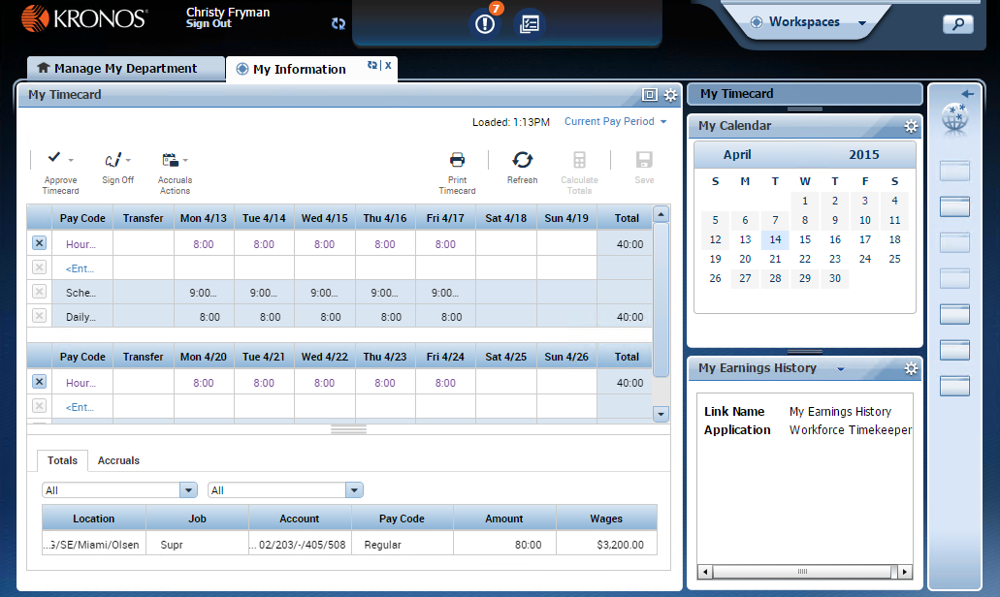 KRONOS®
Christy Fryman
Sign Out
7
Workspaces
Manage My Department
My Information
X
My Timecard
Loaded: 1:13PM Current Pay Period
Approve Timecard
Sign Off
Accruals Actions
Print Timecard
Refresh
Calculate Totals
Save
Pay Code Transfer Mon 4/13 Tue 4/14 Wed 4/15 Thu 4/16 Fri 4/17 Sat 4/18 Sun 4/19 Total
Hour... 8:00 8:00 8:00 8:00 8:00 40:00
<Ent...
Sche... 9:00... 9:00... 9:00... 9:00... 9:00...
Daily... 8:00 8:00 8:00 8:00 8:00 40:00
Pay Code Transfer Mon 4/20 Tue 4/21 Wed 4/22 Thu 4/23 Fri 4/24 Sat 4/25 Sun 4/26 Total
Hour... 8:00 8:00 8:00 8:00 8:00 40:00
<Ent...
Totals Accruals
All All
Location Job Account Pay Code Amount Wages
...G/SE/Miami/Olsen Supr ... 02/203/-/405/508 Regular 80:00 $3,200.00
My Timecard
My Calendar
April 2015
S M T W T F S
1 2 3 4
5 6 7 8 9 10 11
12 13 14 15 16 17 18
19 20 21 22 23 24 25
26 27 28 29 30
My Earnings History
Link Name My Earnings History
Application Workforce Timekeeper